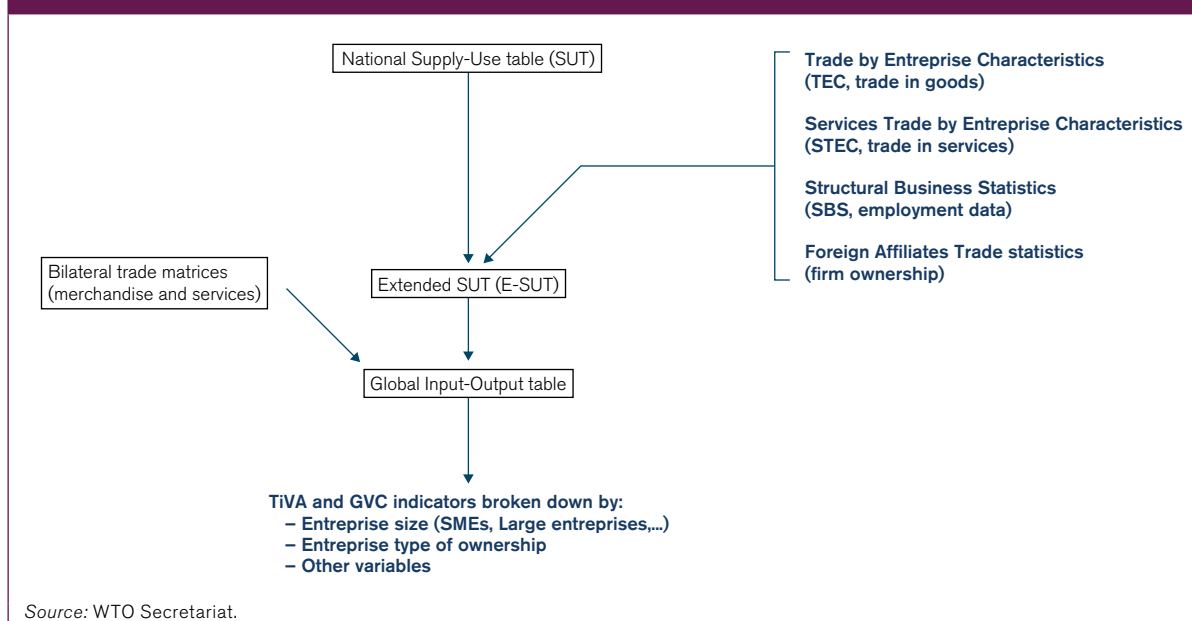 National Supply-Use table (SUT)
Trade by Entreprise Characteristics
(TEC, trade in goods)
Services Trade by Entreprise Characteristics
(STEC, trade in services)
Structural Business Statistics
(SBS, employment data)
Foreign Affiliates Trade statistics
(firm ownership)
Bilateral trade matrices
(merchandise and services)
Extended SUT (E-SUT)
Global Input-Output table
TiVA and GVC indicators broken down by:
– Entreprise size (SMEs, Large entreprises,...)
– Entreprise type of ownership
– Other variables
Source: WTO Secretariat.